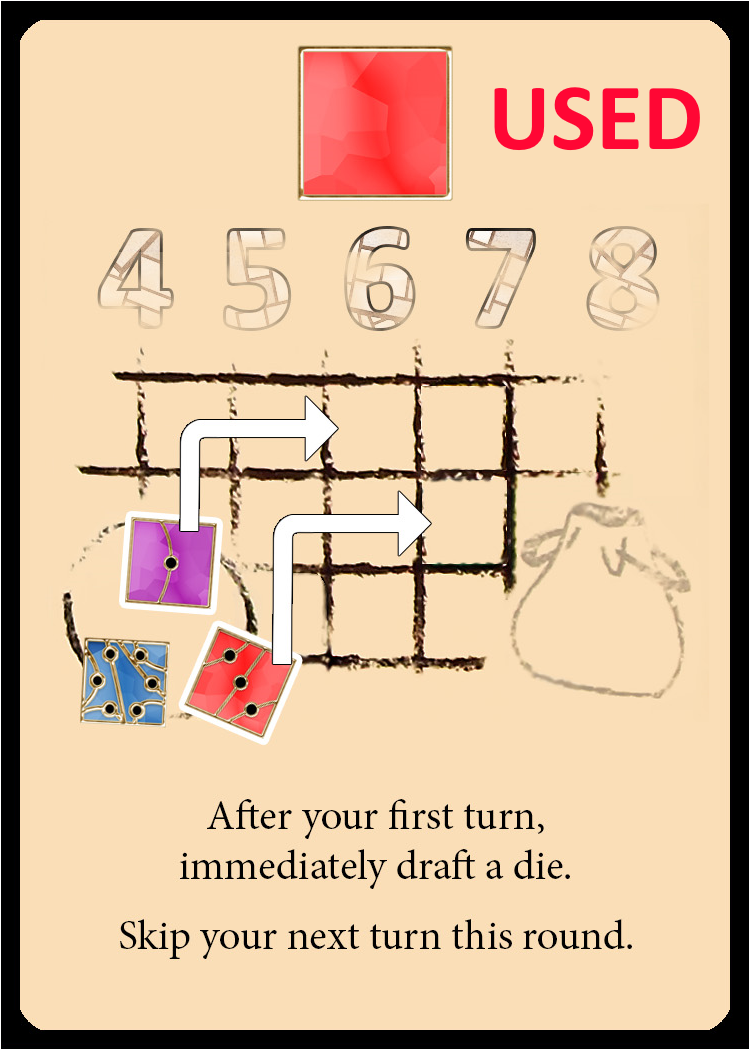 USED
4 5 6 7 8
After your first turn,
immediately draft a die.
Skip your next turn this round.